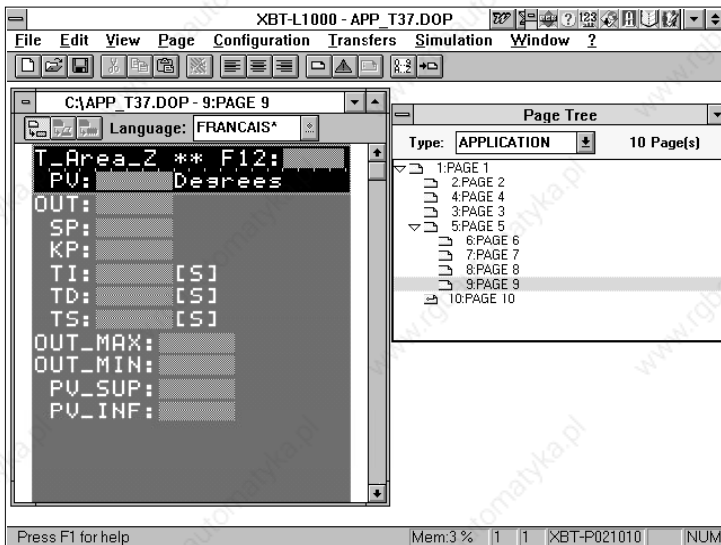 XBT-L1000 - APP_T37.DOP
File Edit View Page Configuration Transfers Simulation Window ?
C:\APP_T37.DOP - 9:PAGE 9
Language: FRANCAIS*
T_Area_Z ** F12:
PV: Degrees
OUT:
SP:
KP:
TI: [S]
TD: [S]
TS: [S]
OUT_MAX:
OUT_MIN:
PV_SUP:
PV_INF:
Page Tree
Type: APPLICATION 10 Page(s)
1:PAGE 1
2:PAGE 2
4:PAGE 4
3:PAGE 3
5:PAGE 5
6:PAGE 6
7:PAGE 7
8:PAGE 8
9:PAGE 9
10:PAGE 10
Press F1 for help Mem:3 % 1 1 XBT-P021010 NUM